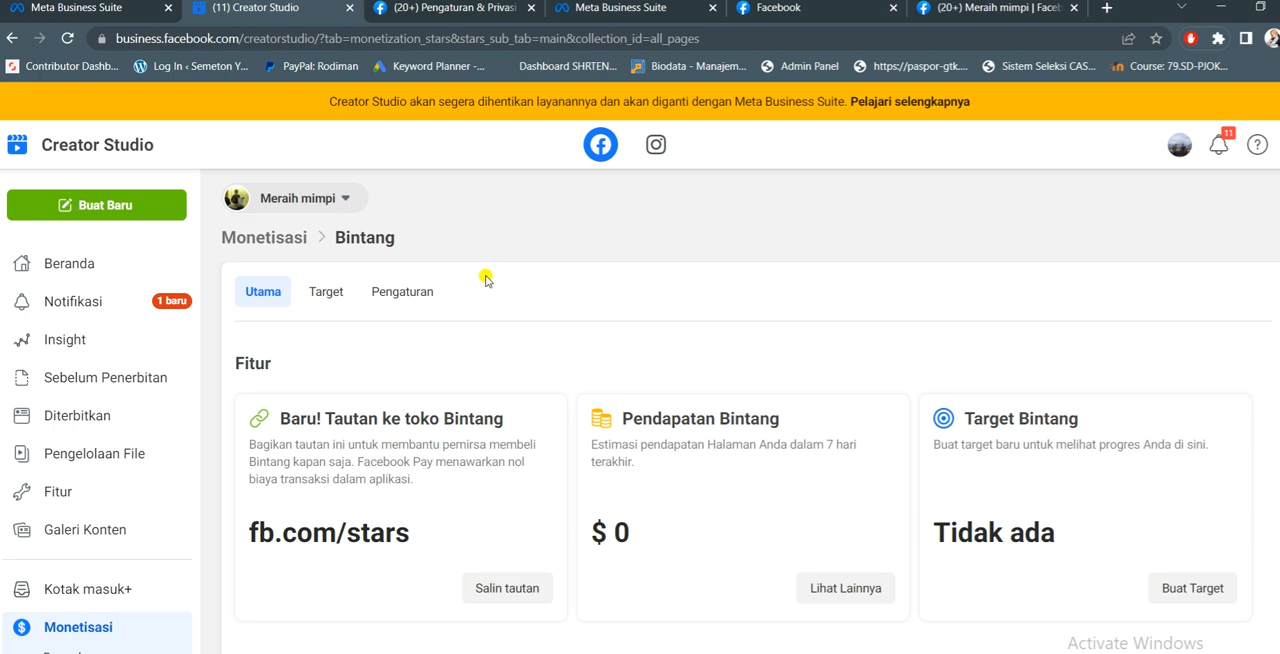 Meta Business Suite
(11) Creator Studio
(20+) Pengaturan & Privasi
Meta Business Suite
Facebook
(20+) Meraih mimpi | Faceb
business.facebook.com/creatorstudio/?tab=monetization_stars&stars_sub_tab=main&collection_id=all_pages
Contributor Dashb...
Log In ‹ Semeton Y...
PayPal: Rodiman
Keyword Planner -...
Dashboard SHRTEN...
Biodata - Manajem...
Admin Panel
https://paspor-gtk....
Sistem Seleksi CAS...
Course: 79.SD-PJOK...
Creator Studio akan segera dihentikan layanannya dan akan diganti dengan Meta Business Suite. Pelajari selengkapnya
Creator Studio
11
Buat Baru
Meraih mimpi
Monetisasi > Bintang
Beranda
Notifikasi
1 baru
Insight
Sebelum Penerbitan
Diterbitkan
Pengelolaan File
Fitur
Galeri Konten
Kotak masuk+
Monetisasi
Utama
Target
Pengaturan
Fitur
Baru! Tautan ke toko Bintang
Bagikan tautan ini untuk membantu pemirsa membeli
Bintang kapan saja. Facebook Pay menawarkan nol
biaya transaksi dalam aplikasi.
fb.com/stars
Salin tautan
Pendapatan Bintang
Estimasi pendapatan Halaman Anda dalam 7 hari
terakhir.
$ 0
Lihat Lainnya
Target Bintang
Buat target baru untuk melihat progres Anda di sini.
Tidak ada
Buat Target
Activate Windows